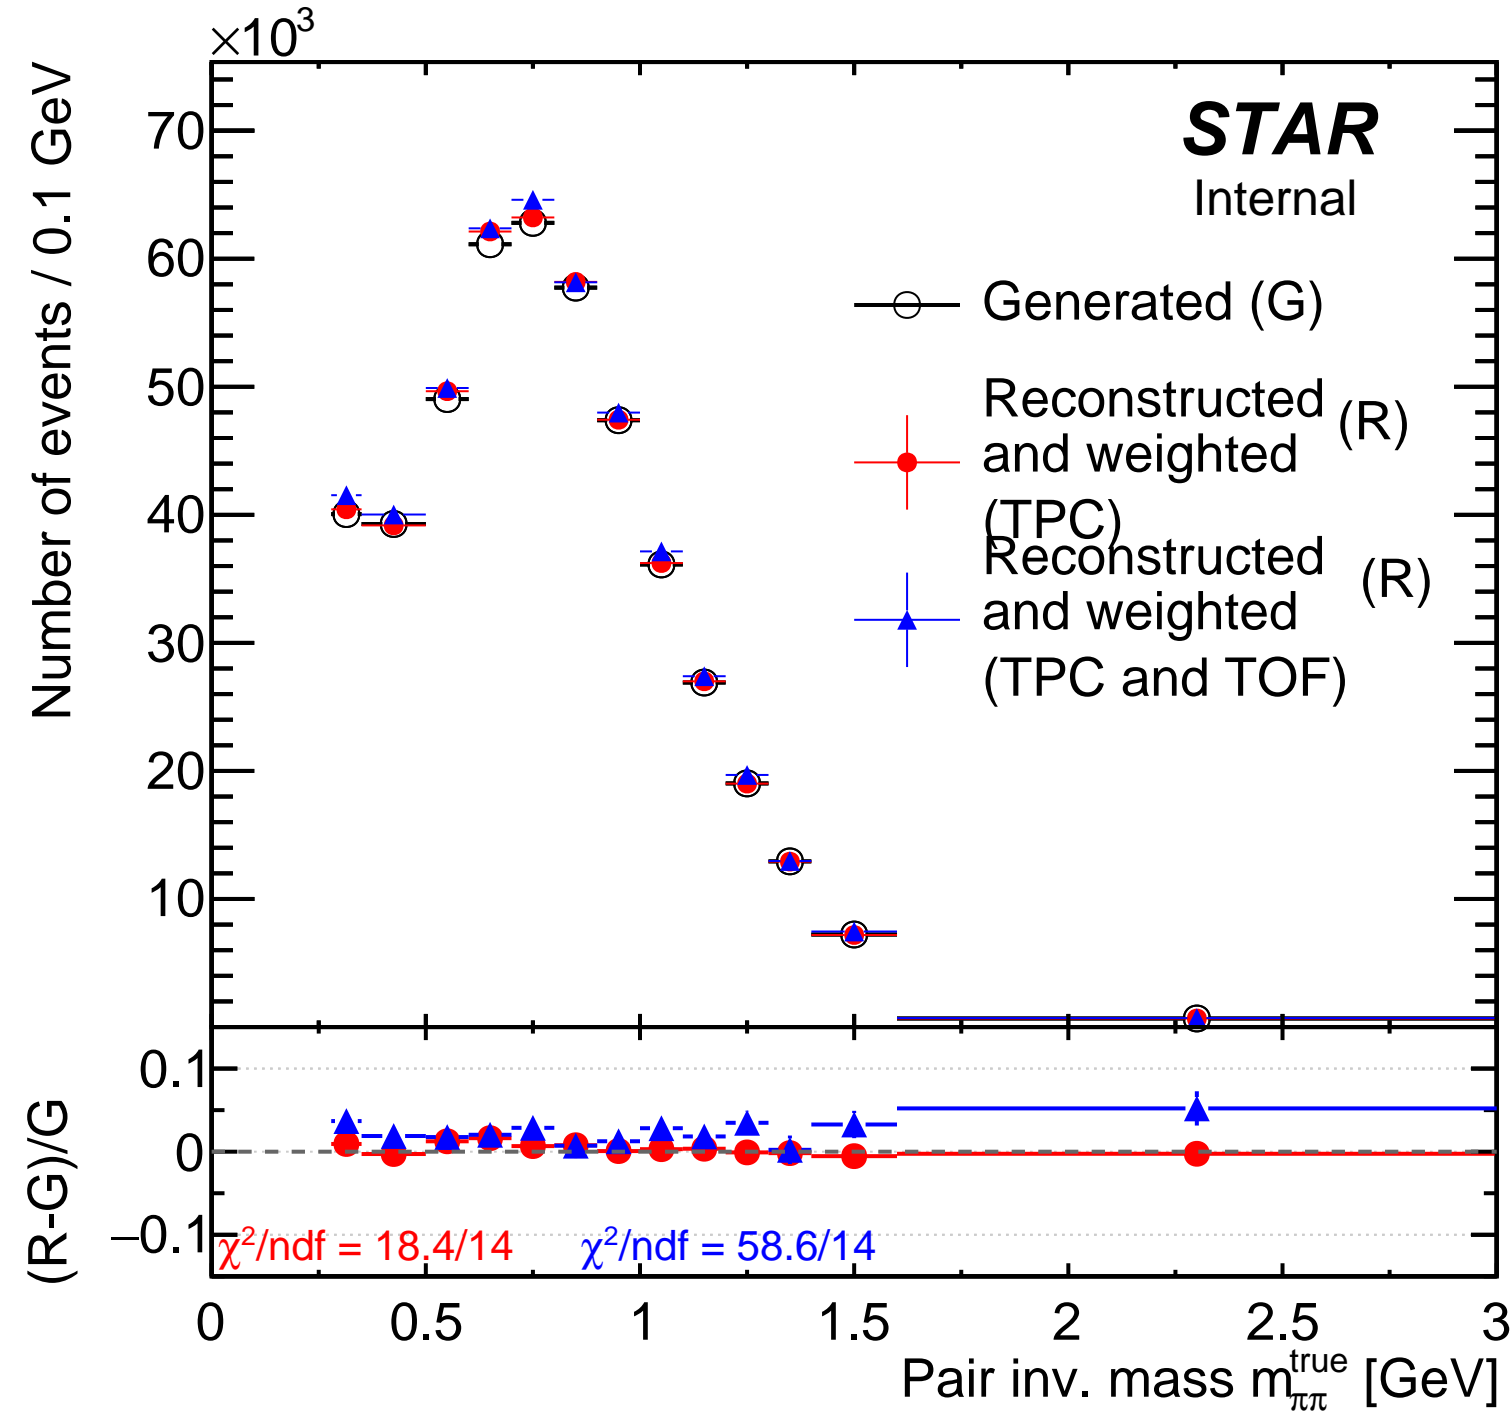 ×10³
70
60
50
40
30
20
10
Number of events / 0.1 GeV
STAR
Internal
Generated (G)
Reconstructed
and weighted (R)
(TPC)
Reconstructed
and weighted (R)
(TPC and TOF)
0.1
0
−0.1
(R-G)/G
χ²/ndf = 18.4/14
χ²/ndf = 58.6/14
0 0.5 1 1.5 2 2.5 3
Pair inv. mass m_ππ^true [GeV]